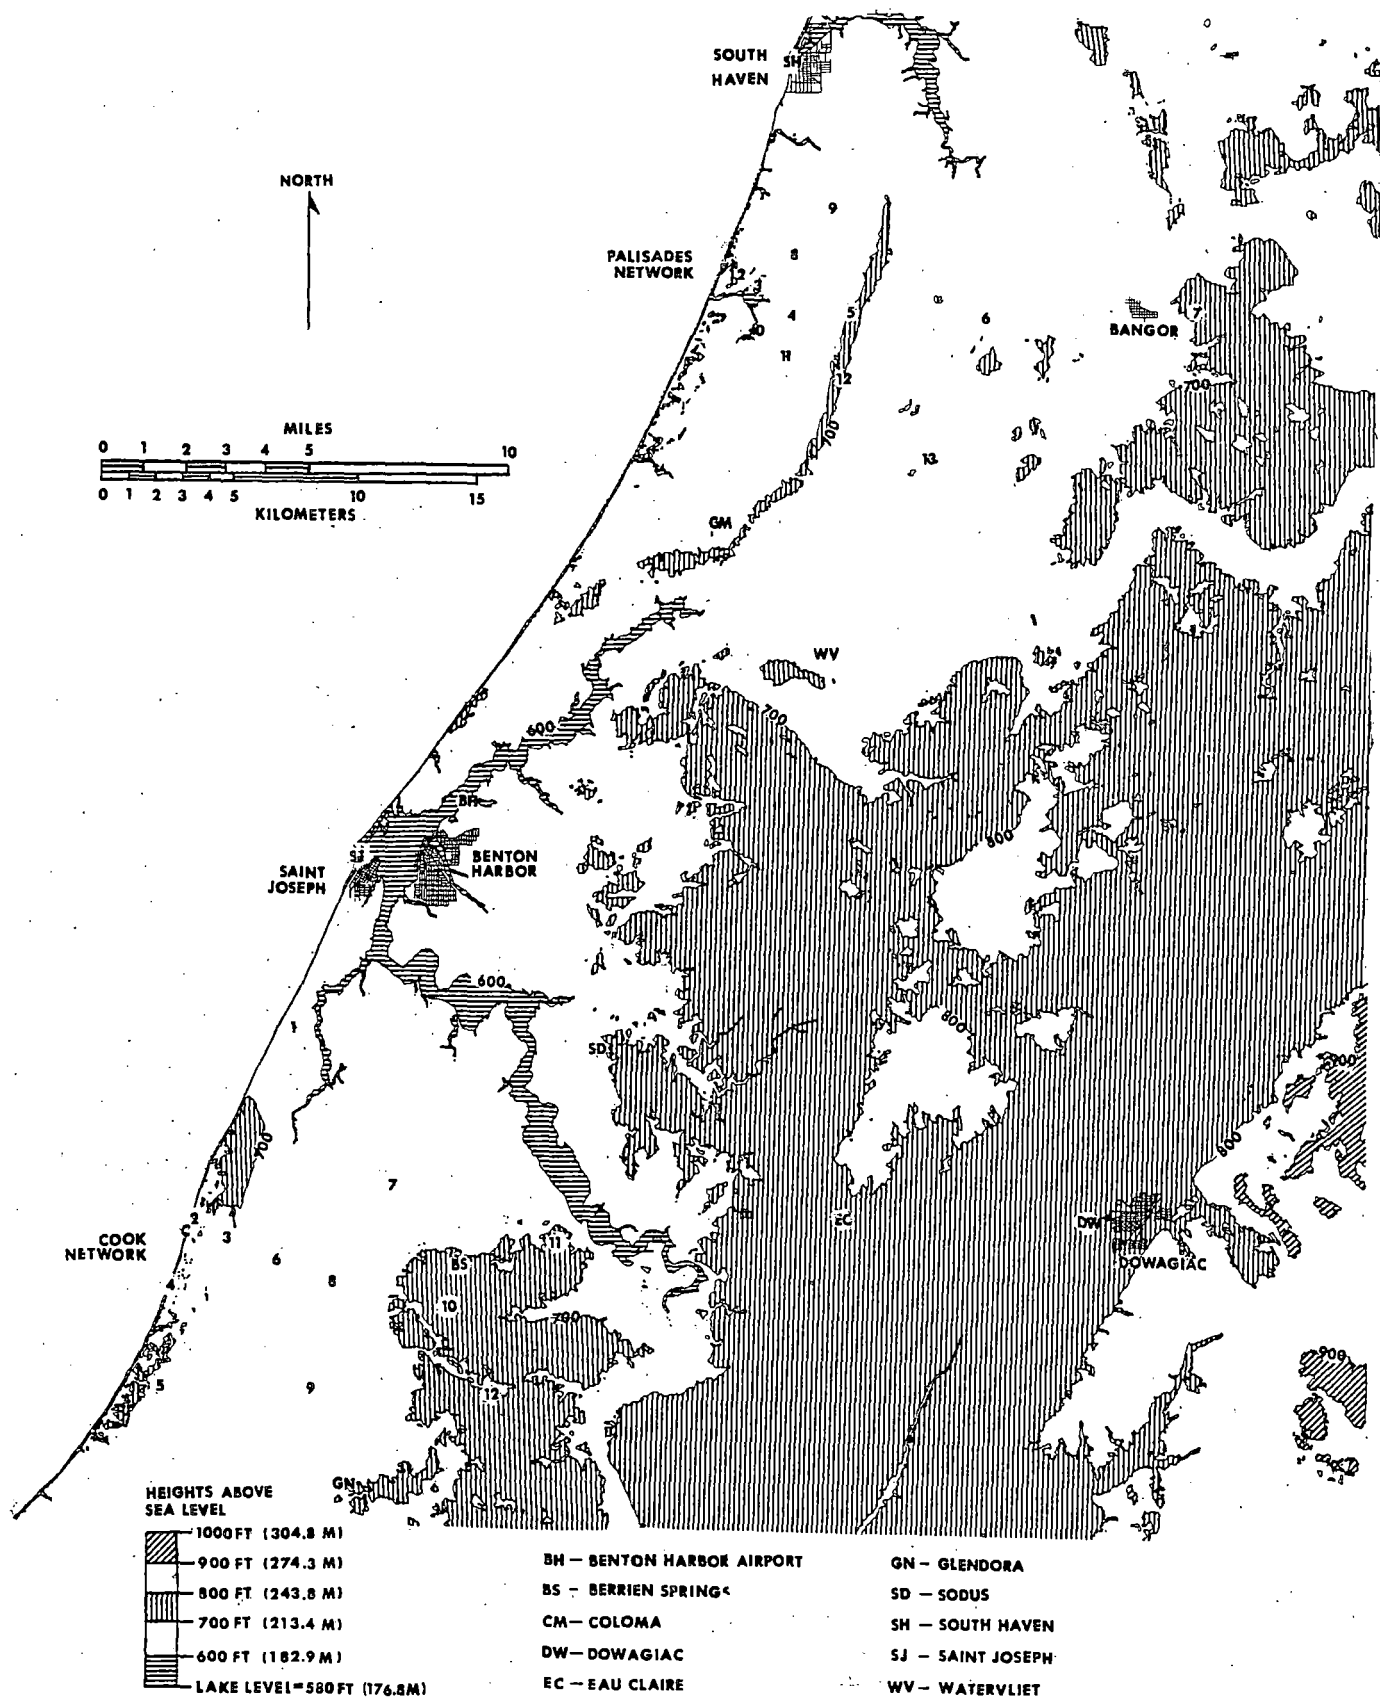 SOUTH
HAVEN
SH
NORTH
9
8
PALISADES
NETWORK
2
3
4
5
6
7
BANGOR
10
11
12
700
700
MILES
0 1 2 3 4 5 10
0 1 2 3 4 5 10 15
KILOMETERS
13
GM
1
WV
700
600
BH
800
SJ
SAINT
JOSEPH
BENTON
HARBOR
600
1
800
SD
900
700
800
7
2
C
3
COOK
NETWORK
EC
DW
DOWAGIAC
6
8
4
11
BS
10
700
5
9
12
900
GN
HEIGHTS ABOVE
SEA LEVEL
1000 FT (304.8 M)
900 FT (274.3 M)
800 FT (243.8 M)
700 FT (213.4 M)
600 FT (182.9 M)
LAKE LEVEL=580 FT (176.8M)
BH — BENTON HARBOR AIRPORT
BS - BERRIEN SPRINGS
CM — COLOMA
DW — DOWAGIAC
EC — EAU CLAIRE
GN — GLENDORA
SD — SODUS
SH — SOUTH HAVEN
SJ — SAINT JOSEPH
WV — WATERVLIET